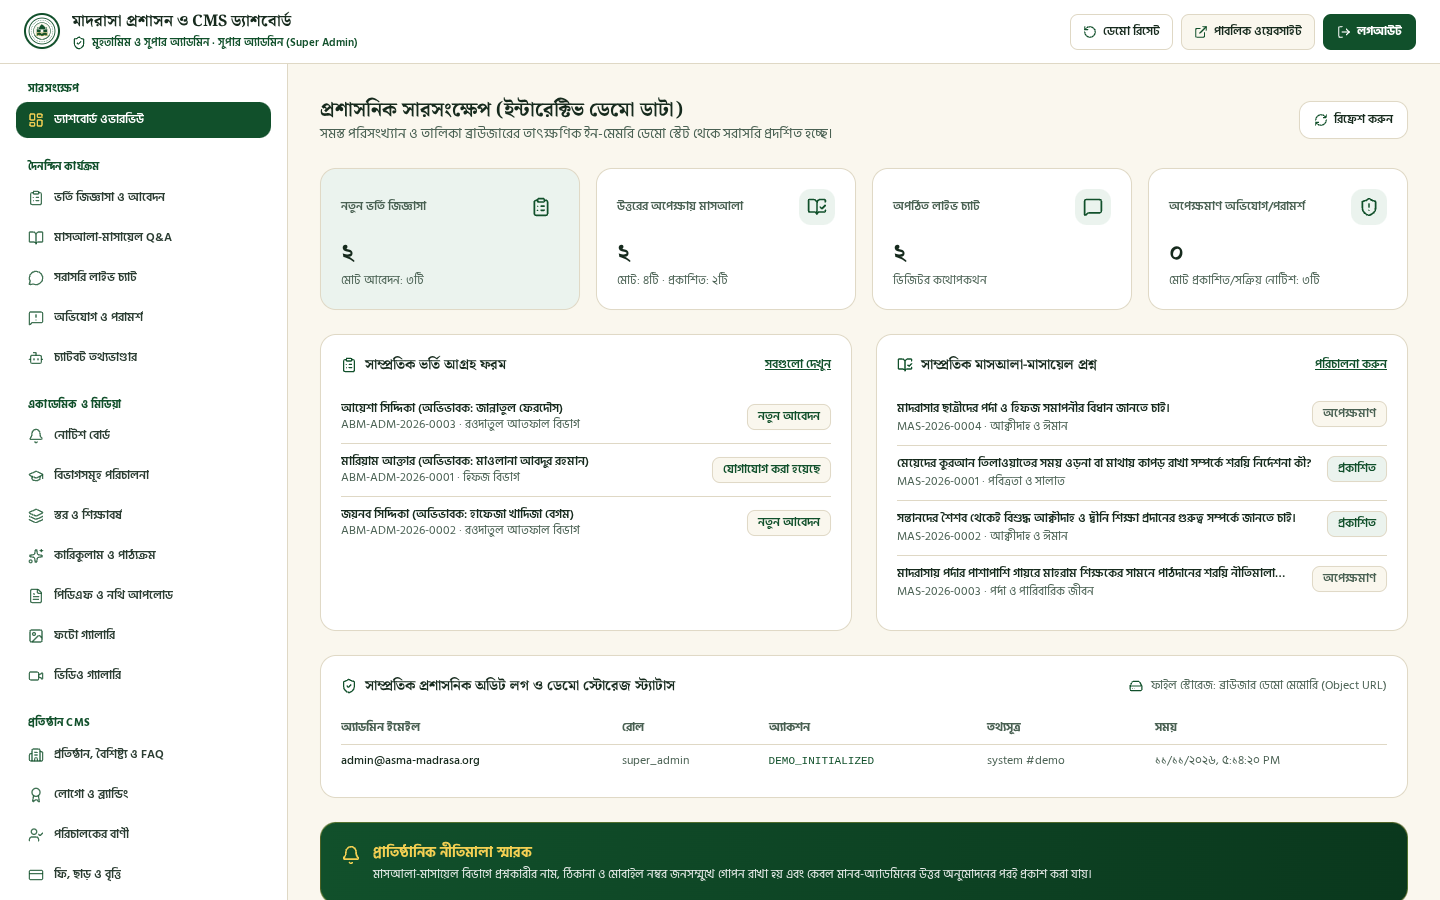 মাদরাসা প্রশাসন ও CMS ড্যাশবোর্ড
মুহতামিম ও সুপার অ্যাডমিন · সুপার অ্যাডমিন (Super Admin)
ডেমো রিসেট
পাবলিক ওয়েবসাইট
লগআউট
সারসংক্ষেপ
ড্যাশবোর্ড ওভারভিউ
দৈনন্দিন কার্যক্রম
ভর্তি জিজ্ঞাসা ও আবেদন
মাসআলা-মাসায়েল Q&A
সরাসরি লাইভ চ্যাট
অভিযোগ ও পরামর্শ
চ্যাটবট তথ্যভাণ্ডার
একাডেমিক ও মিডিয়া
নোটিশ বোর্ড
বিভাগসমূহ পরিচালনা
স্তর ও শিক্ষাবর্ষ
কারিকুলাম ও পাঠ্যক্রম
পিডিএফ ও নথি আপলোড
ফটো গ্যালারি
ভিডিও গ্যালারি
প্রতিষ্ঠান CMS
প্রতিষ্ঠান, বৈশিষ্ট্য ও FAQ
লোগো ও ব্র্যান্ডিং
পরিচালকের বাণী
ফি, ছাড় ও বৃত্তি
প্রশাসনিক সারসংক্ষেপ (ইন্টারেক্টিভ ডেমো ডাটা)
সমস্ত পরিসংখ্যান ও তালিকা ব্রাউজারের তাৎক্ষণিক ইন-মেমরি ডেমো স্টেট থেকে সরাসরি প্রদর্শিত হচ্ছে।
রিফ্রেশ করুন
নতুন ভর্তি জিজ্ঞাসা
২
মোট আবেদন: ৩টি
উত্তরের অপেক্ষায় মাসআলা
২
মোট: ৪টি · প্রকাশিত: ২টি
অপঠিত লাইভ চ্যাট
২
ভিজিটর কথোপকথন
অপেক্ষমাণ অভিযোগ/পরামর্শ
০
মোট প্রকাশিত/সক্রিয় নোটিশ: ৩টি
সাম্প্রতিক ভর্তি আগ্রহ ফরম
সবগুলো দেখুন
আয়েশা সিদ্দিকা (অভিভাবক: জান্নাতুল ফেরদৌস)
ABM-ADM-2026-0003 · রওদাতুল আতফাল বিভাগ
নতুন আবেদন
মারিয়াম আক্তার (অভিভাবক: মাওলানা আবদুর রহমান)
ABM-ADM-2026-0001 · হিফজ বিভাগ
যোগাযোগ করা হয়েছে
জয়নব সিদ্দিকা (অভিভাবক: হাফেজা খাদিজা বেগম)
ABM-ADM-2026-0002 · রওদাতুল আতফাল বিভাগ
নতুন আবেদন
সাম্প্রতিক মাসআলা-মাসায়েল প্রশ্ন
পরিচালনা করুন
মাদরাসার ছাত্রীদের পর্দা ও হিফজ সমাপনীর বিধান জানতে চাই।
MAS-2026-0004 · আক্বীদাহ ও ঈমান
অপেক্ষমাণ
মেয়েদের কুরআন তিলাওয়াতের সময় ওড়না বা মাথায় কাপড় রাখা সম্পর্কে শরয়ি নির্দেশনা কী?
MAS-2026-0001 · পবিত্রতা ও সালাত
প্রকাশিত
সন্তানদের শৈশব থেকেই বিশুদ্ধ আক্বীদাহ ও দ্বীনি শিক্ষা প্রদানের গুরুত্ব সম্পর্কে জানতে চাই।
MAS-2026-0002 · আক্বীদাহ ও ঈমান
প্রকাশিত
মাদরাসায় পর্দার পাশাপাশি গায়রে মাহরাম শিক্ষকের সামনে পাঠদানের শরয়ি নীতিমালা...
MAS-2026-0003 · পর্দা ও পারিবারিক জীবন
অপেক্ষমাণ
সাম্প্রতিক প্রশাসনিক অডিট লগ ও ডেমো স্টোরেজ স্ট্যাটাস
ফাইল স্টোরেজ: ব্রাউজার ডেমো মেমোরি (Object URL)
অ্যাডমিন ইমেইল রোল অ্যাকশন তথ্যসূত্র সময়
admin@asma-madrasa.org super_admin DEMO_INITIALIZED system #demo ১১/১১/২০২৬, ৫:১৪:২০ PM
প্রাতিষ্ঠানিক নীতিমালা স্মারক
মাসআলা-মাসায়েল বিভাগে প্রশ্নকারীর নাম, ঠিকানা ও মোবাইল নম্বর জনসম্মুখে গোপন রাখা হয় এবং কেবল মানব-অ্যাডমিনের উত্তর অনুমোদনের পরই প্রকাশ করা যায়।